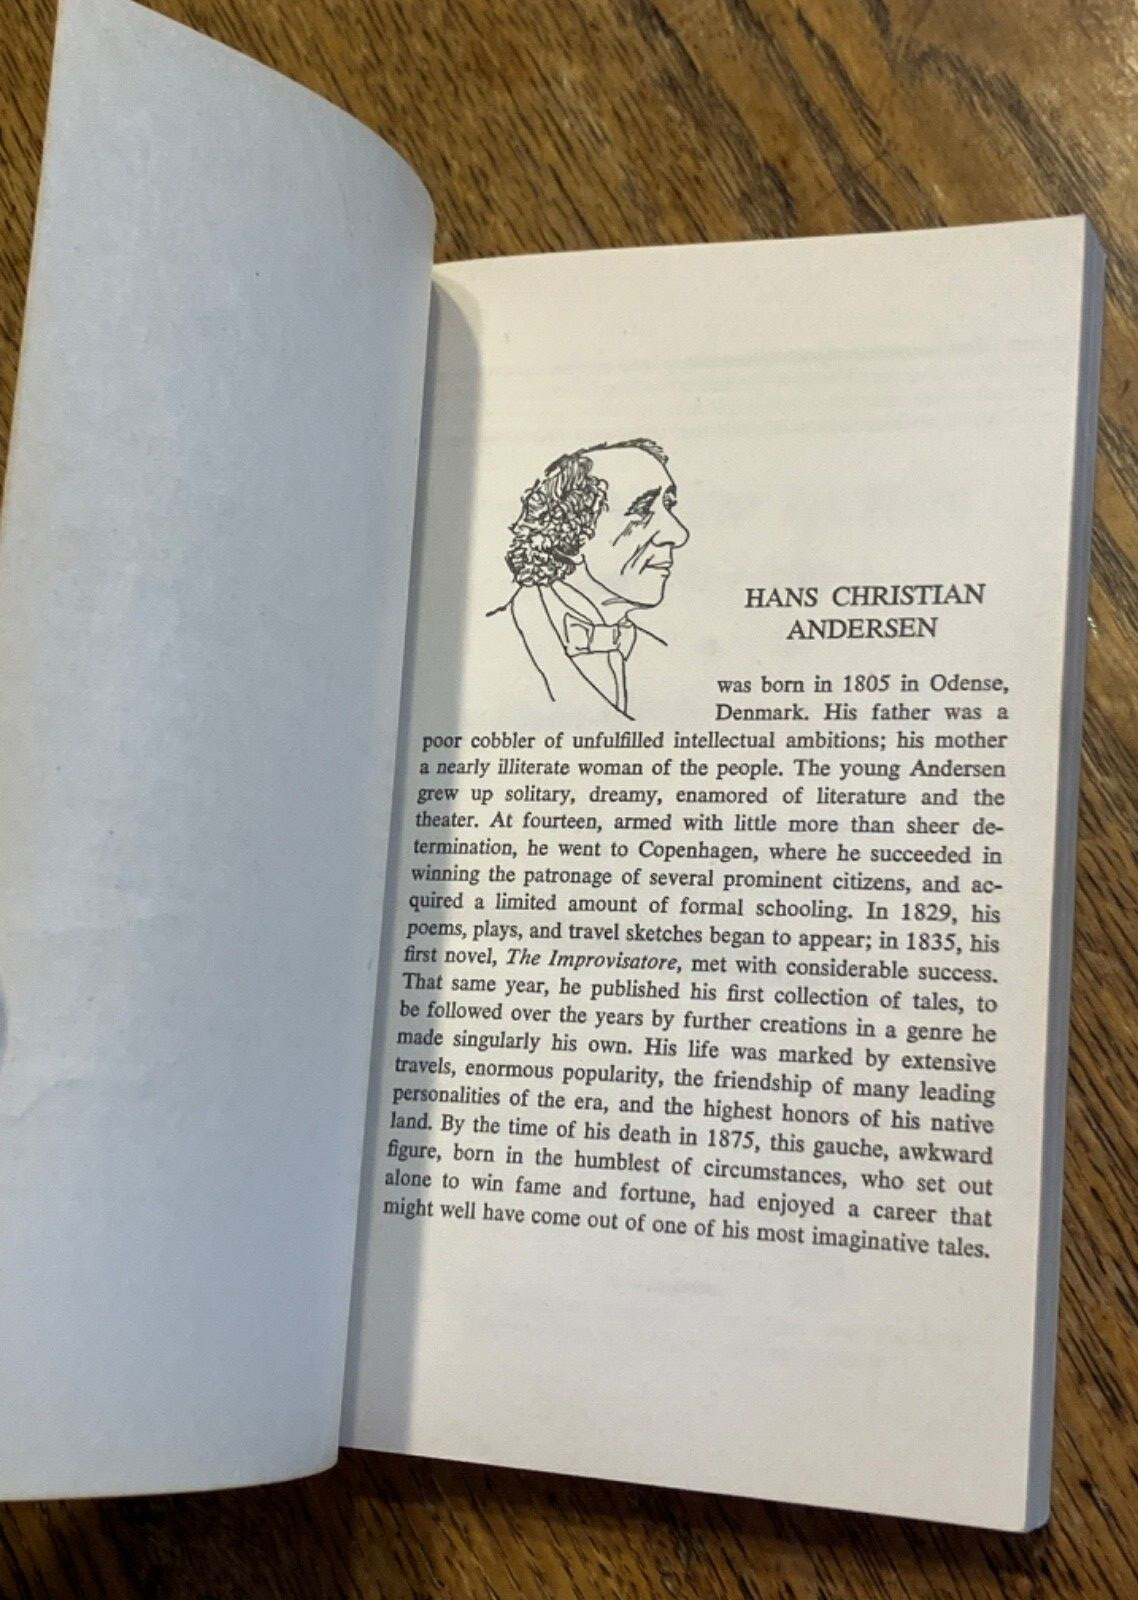 HANS CHRISTIAN
ANDERSEN
was born in 1805 in Odense,
Denmark. His father was a
poor cobbler of unfulfilled intellectual ambitions; his mother
a nearly illiterate woman of the people. The young Andersen
grew up solitary, dreamy, enamored of literature and the
theater. At fourteen, armed with little more than sheer de-
termination, he went to Copenhagen, where he succeeded in
winning the patronage of several prominent citizens, and ac-
quired a limited amount of formal schooling. In 1829, his
poems, plays, and travel sketches began to appear; in 1835, his
first novel, The Improvisatore, met with considerable success.
That same year, he published his first collection of tales, to
be followed over the years by further creations in a genre he
made singularly his own. His life was marked by extensive
travels, enormous popularity, the friendship of many leading
personalities of the era, and the highest honors of his native
land. By the time of his death in 1875, this gauche, awkward
figure, born in the humblest of circumstances, who set out
alone to win fame and fortune, had enjoyed a career that
might well have come out of one of his most imaginative tales.